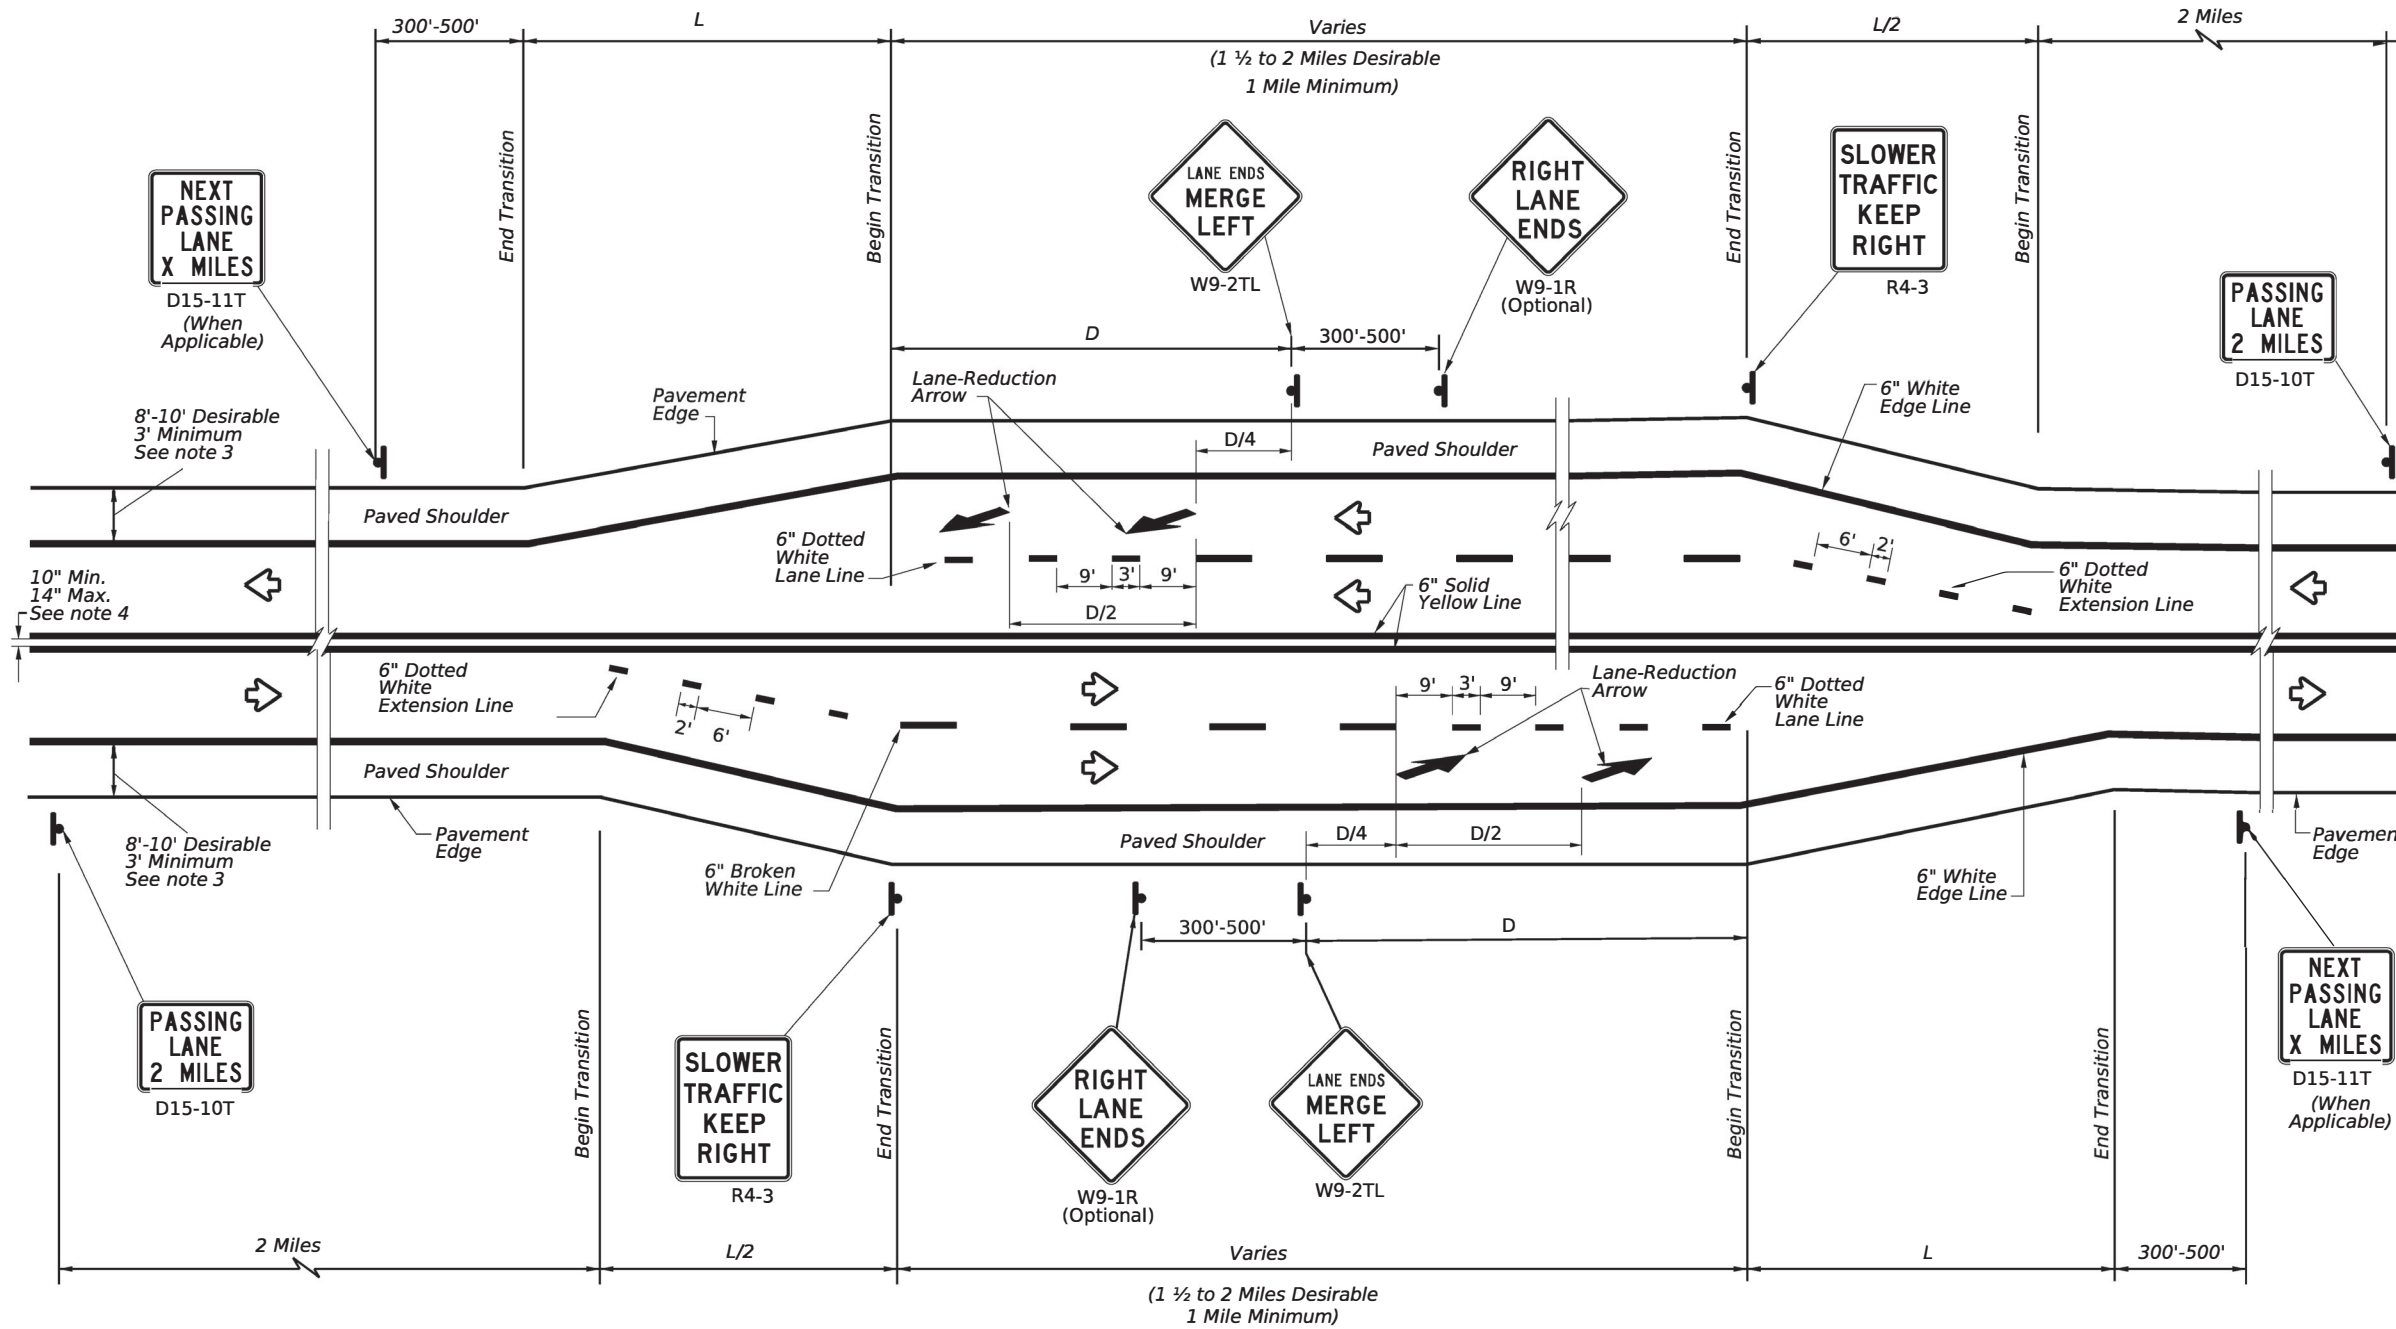 300'-500'
L
Varies
(1 ½ to 2 Miles Desirable
1 Mile Minimum)
L/2
2 Miles
End Transition
Begin Transition
End Transition
Begin Transition
NEXT
PASSING
LANE
X MILES
D15-11T
(When
Applicable)
LANE ENDS
MERGE
LEFT
W9-2TL
RIGHT
LANE
ENDS
W9-1R
(Optional)
SLOWER
TRAFFIC
KEEP
RIGHT
R4-3
PASSING
LANE
2 MILES
D15-10T
D
300'-500'
8'-10' Desirable
3' Minimum
See note 3
Pavement
Edge
Lane-Reduction
Arrow
D/4
Paved Shoulder
6" White
Edge Line
Paved Shoulder
6" Dotted
White
Lane Line
9'
3'
9'
D/2
6" Solid
Yellow Line
6'
2'
6" Dotted
White
Extension Line
10" Min.
14" Max.
See note 4
6" Dotted
White
Extension Line
2'
6'
9'
3'
9'
Lane-Reduction
Arrow
6" Dotted
White
Lane Line
Paved Shoulder
8'-10' Desirable
3' Minimum
See note 3
Pavement
Edge
6" Broken
White Line
Paved Shoulder
D/4
D/2
6" White
Edge Line
Pavemen
Edge
300'-500'
D
PASSING
LANE
2 MILES
D15-10T
Begin Transition
SLOWER
TRAFFIC
KEEP
RIGHT
R4-3
End Transition
RIGHT
LANE
ENDS
W9-1R
(Optional)
LANE ENDS
MERGE
LEFT
W9-2TL
Begin Transition
End Transition
NEXT
PASSING
LANE
X MILES
D15-11T
(When
Applicable)
2 Miles
L/2
Varies
(1 ½ to 2 Miles Desirable
1 Mile Minimum)
L
300'-500'